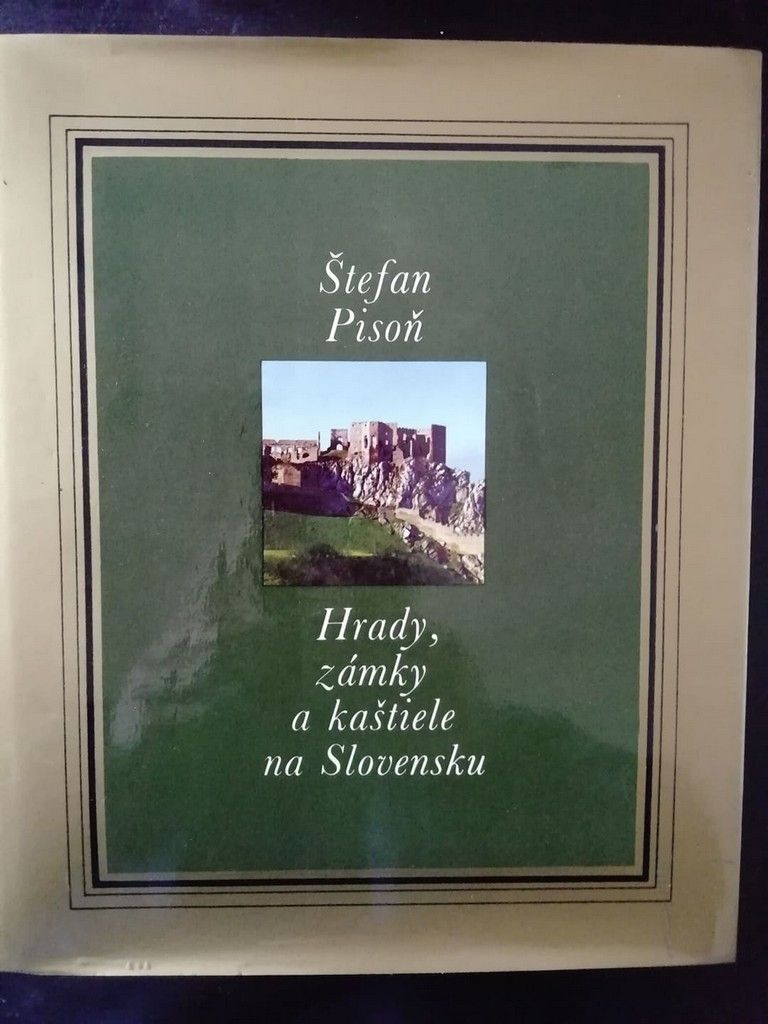 Štefan
Pisoň
Hrady,
zámky
a kaštiele
na Slovensku